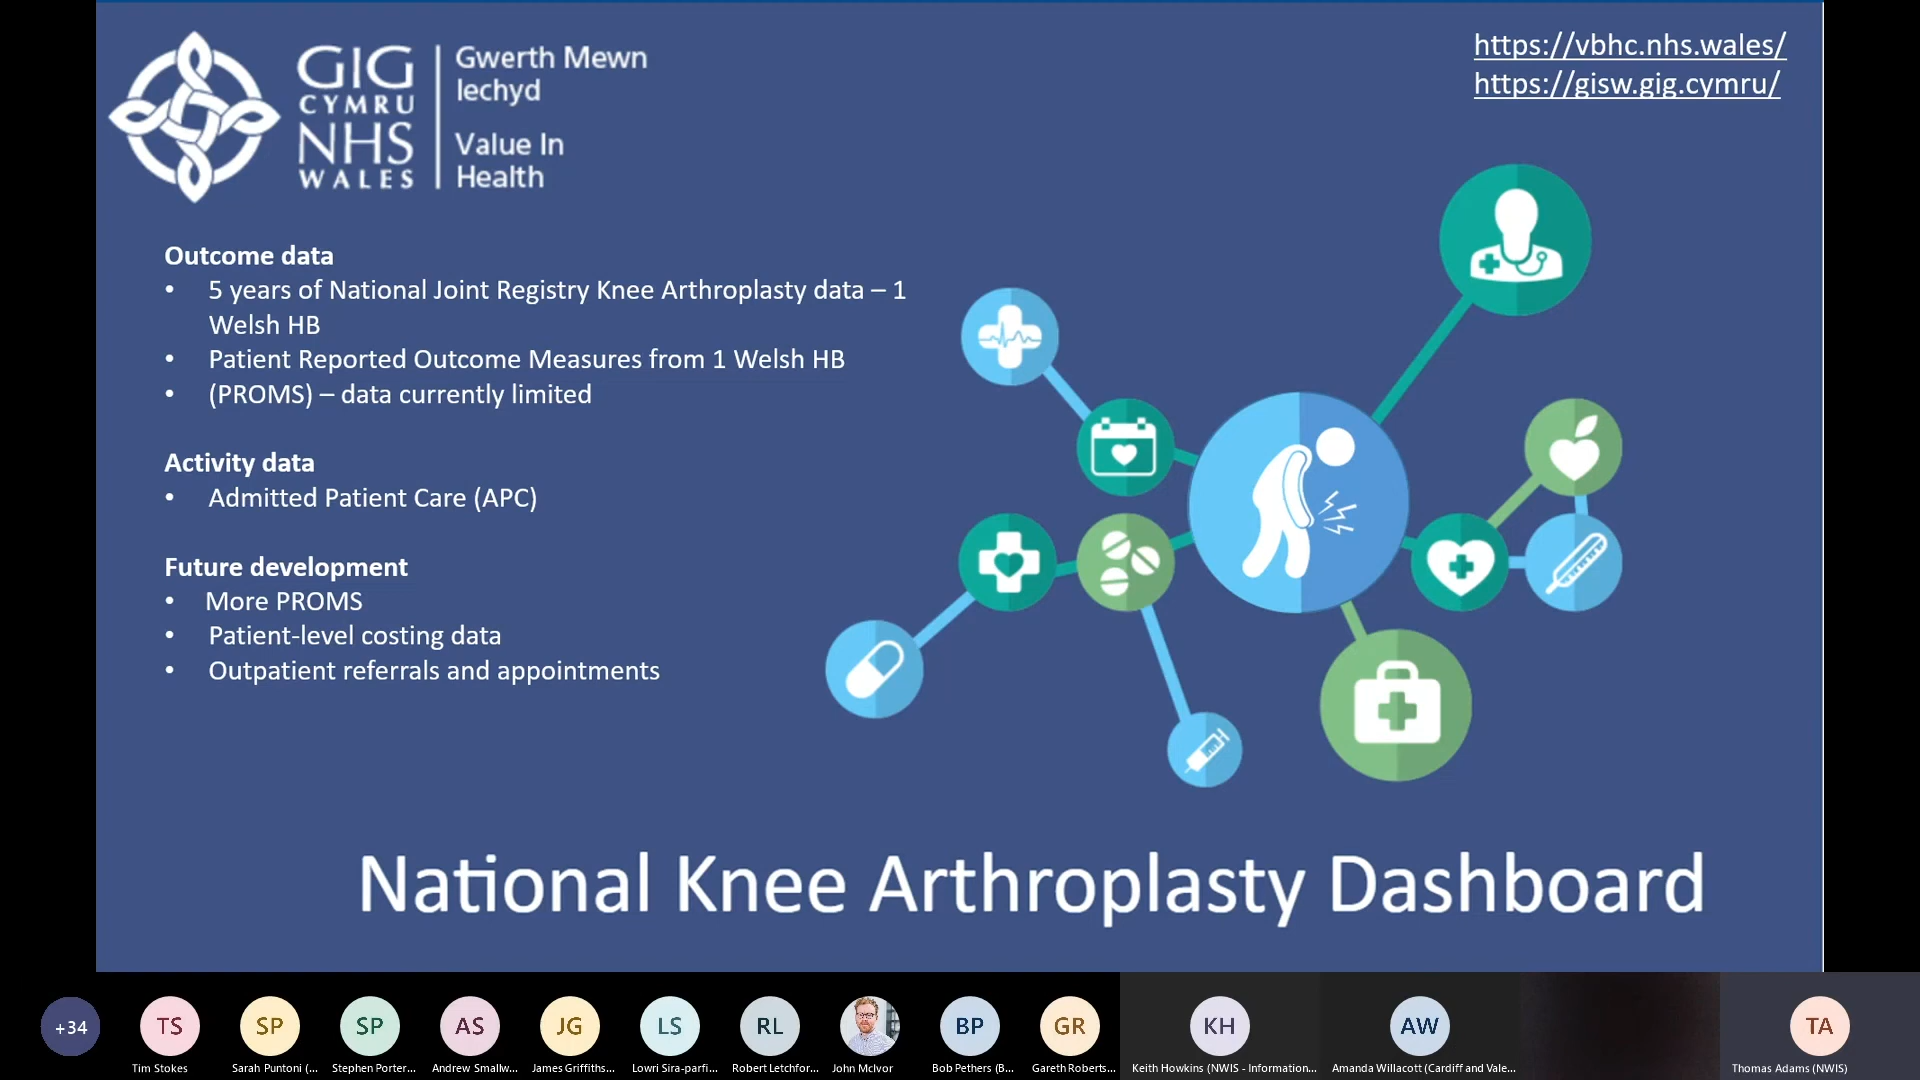 GIG
CYMRU
NHS
WALES
Gwerth Mewn
Iechyd
Value In
Health
https://vbhc.nhs.wales/
https://gisw.gig.cymru/
Outcome data
• 5 years of National Joint Registry Knee Arthroplasty data – 1
Welsh HB
• Patient Reported Outcome Measures from 1 Welsh HB
• (PROMS) – data currently limited
Activity data
• Admitted Patient Care (APC)
Future development
• More PROMS
• Patient-level costing data
• Outpatient referrals and appointments
National Knee Arthroplasty Dashboard
+34
TS
SP
SP
AS
JG
LS
RL
BP
GR
KH
AW
TA
Tim Stokes
Sarah Puntoni (...
Stephen Porter...
Andrew Smallw...
James Griffiths...
Lowri Sira-parfi...
Robert Letchfor...
John McIvor
Bob Pethers (B...
Gareth Roberts...
Keith Howkins (NWIS - Information...
Amanda Willacott (Cardiff and Vale...
Thomas Adams (NWIS)